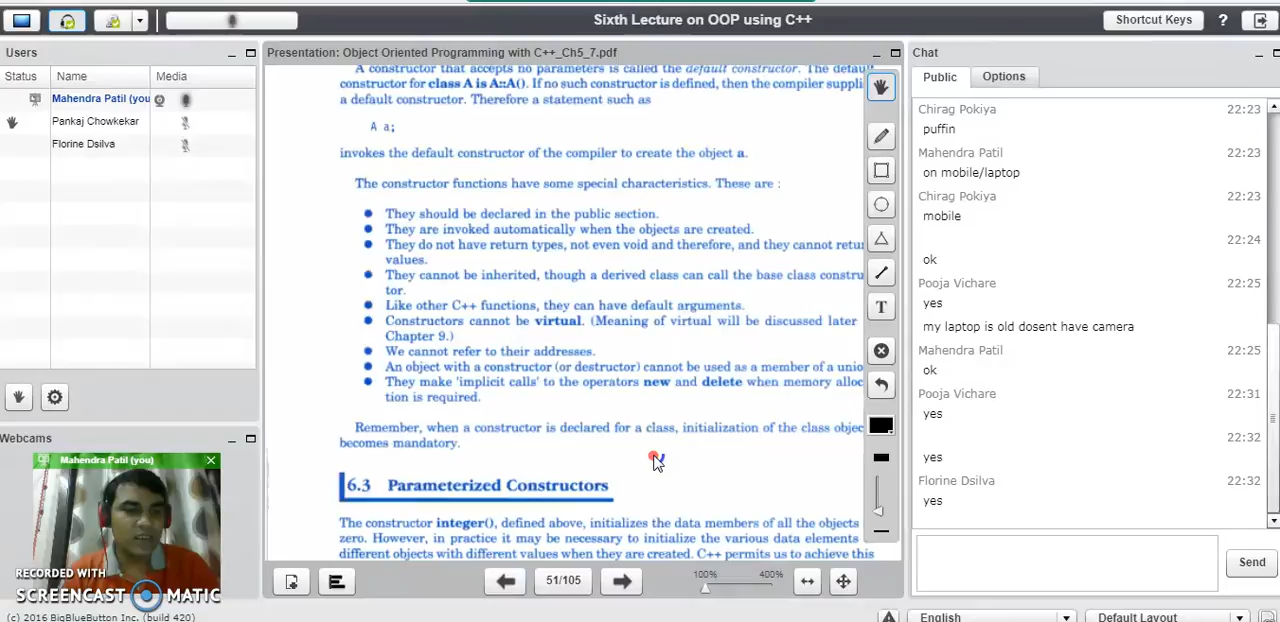 Sixth Lecture on OOP using C++
Shortcut Keys
?
Users
Status Name Media
Mahendra Patil (you
Pankaj Chowkekar
Florine Dsilva
Webcams
Mahendra Patil (you)
RECORDED WITH
SCREENCAST MATIC
(c) 2016 BigBlueButton Inc. (build 420)
Presentation: Object Oriented Programming with C++_Ch5_7.pdf
A constructor that accepts no parameters is called the default constructor. The defau
constructor for class A is A::A(). If no such constructor is defined, then the compiler suppli
a default constructor. Therefore a statement such as
A a;
invokes the default constructor of the compiler to create the object a.
The constructor functions have some special characteristics. These are :
● They should be declared in the public section.
● They are invoked automatically when the objects are created.
● They do not have return types, not even void and therefore, and they cannot retu
values.
● They cannot be inherited, though a derived class can call the base class constru
tor.
● Like other C++ functions, they can have default arguments.
● Constructors cannot be virtual. (Meaning of virtual will be discussed later
Chapter 9.)
● We cannot refer to their addresses.
● An object with a constructor (or destructor) cannot be used as a member of a unio
● They make 'implicit calls' to the operators new and delete when memory alloc
tion is required.
Remember, when a constructor is declared for a class, initialization of the class objec
becomes mandatory.
6.3 Parameterized Constructors
The constructor integer(), defined above, initializes the data members of all the objects
zero. However, in practice it may be necessary to initialize the various data elements
different objects with different values when they are created. C++ permits us to achieve this
T
51/105
100% 400%
Chat
Public Options
Chirag Pokiya 22:23
puffin
Mahendra Patil 22:23
on mobile/laptop
Chirag Pokiya 22:23
mobile
22:24
ok
Pooja Vichare 22:25
yes
my laptop is old dosent have camera
Mahendra Patil 22:25
ok
Pooja Vichare 22:31
yes
22:32
yes
Florine Dsilva 22:32
yes
Send
English
Default Layout